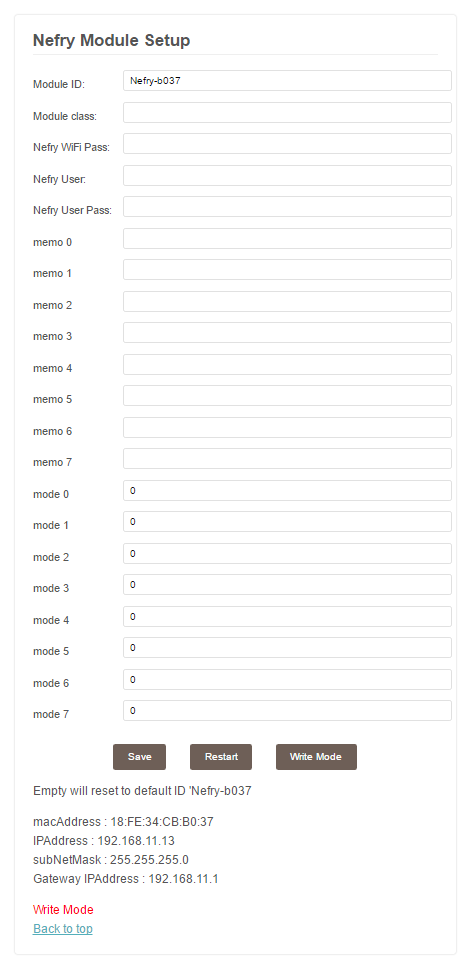 Nefry Module Setup
Module ID: Nefry-b037
Module class:
Nefry WiFi Pass:
Nefry User:
Nefry User Pass:
memo 0
memo 1
memo 2
memo 3
memo 4
memo 5
memo 6
memo 7
mode 0 0
mode 1 0
mode 2 0
mode 3 0
mode 4 0
mode 5 0
mode 6 0
mode 7 0
Save Restart Write Mode
Empty will reset to default ID 'Nefry-b037
macAddress : 18:FE:34:CB:B0:37
IPAddress : 192.168.11.13
subNetMask : 255.255.255.0
Gateway IPAddress : 192.168.11.1
Write Mode
Back to top